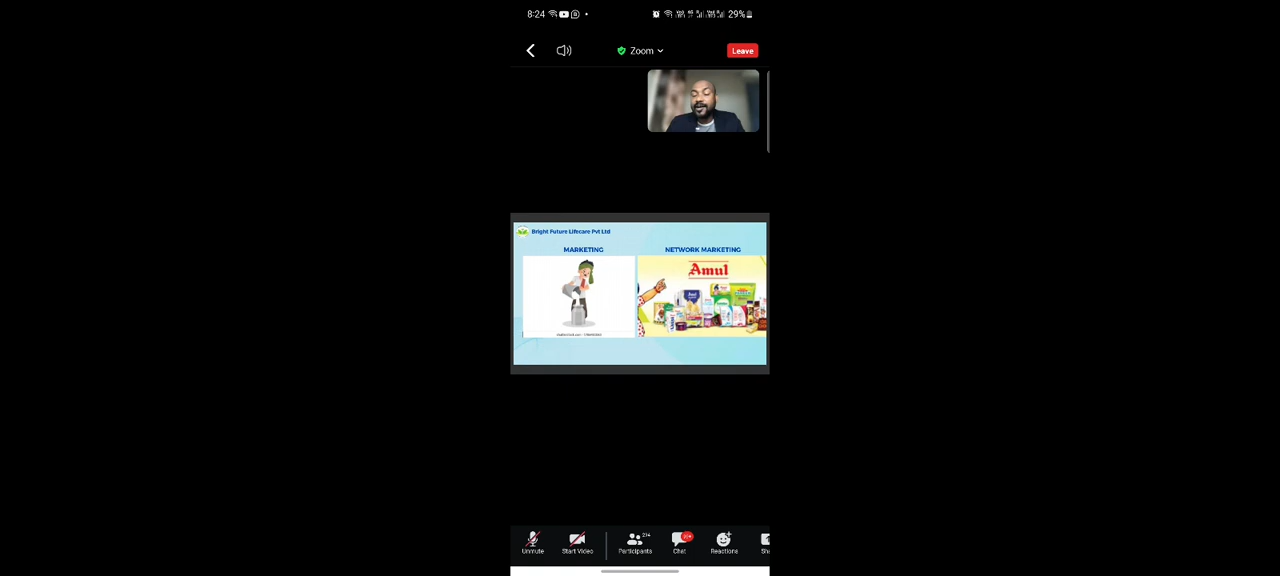 8:24
29%
Zoom
Leave
Bright Future Lifecare Pvt Ltd
MARKETING
NETWORK MARKETING
Amul
Unmute
Start Video
Participants
Chat
Reactions